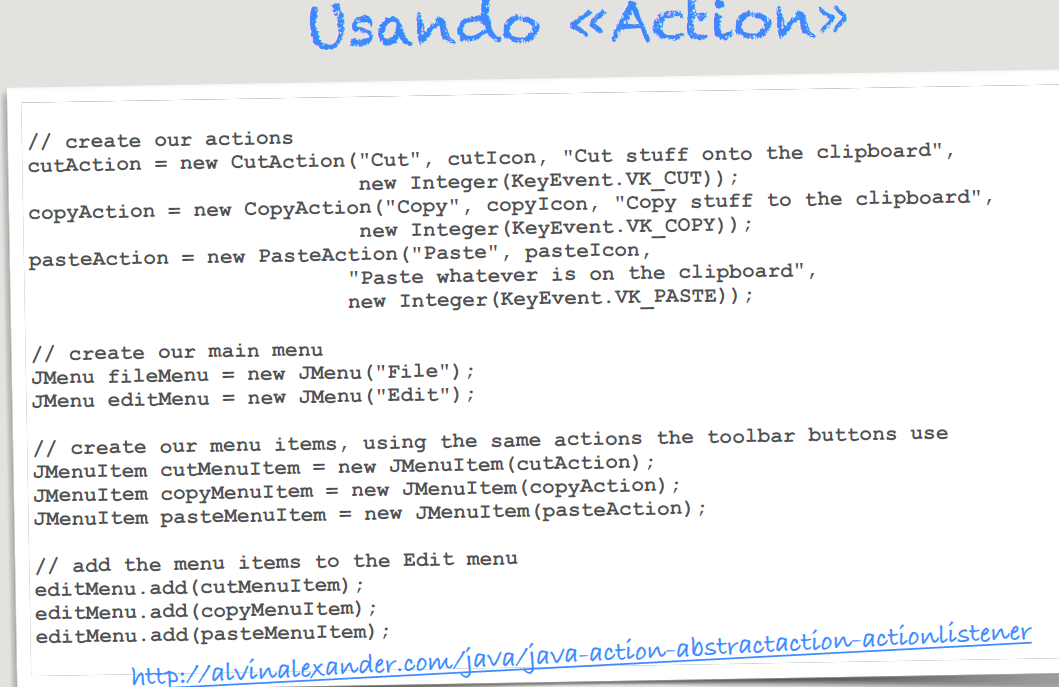 Usando «Action»
// create our actions
cutAction = new CutAction("Cut", cutIcon, "Cut stuff onto the clipboard",
new Integer(KeyEvent.VK_CUT));
copyAction = new CopyAction("Copy", copyIcon, "Copy stuff to the clipboard",
new Integer(KeyEvent.VK_COPY));
pasteAction = new PasteAction("Paste", pasteIcon,
"Paste whatever is on the clipboard",
new Integer(KeyEvent.VK_PASTE));
// create our main menu
JMenu fileMenu = new JMenu("File");
JMenu editMenu = new JMenu("Edit");
// create our menu items, using the same actions the toolbar buttons use
JMenuItem cutMenuItem = new JMenuItem(cutAction);
JMenuItem copyMenuItem = new JMenuItem(copyAction);
JMenuItem pasteMenuItem = new JMenuItem(pasteAction);
// add the menu items to the Edit menu
editMenu.add(cutMenuItem);
editMenu.add(copyMenuItem);
editMenu.add(pasteMenuItem);
http://alvinalexander.com/java/java-action-abstractaction-actionlistener